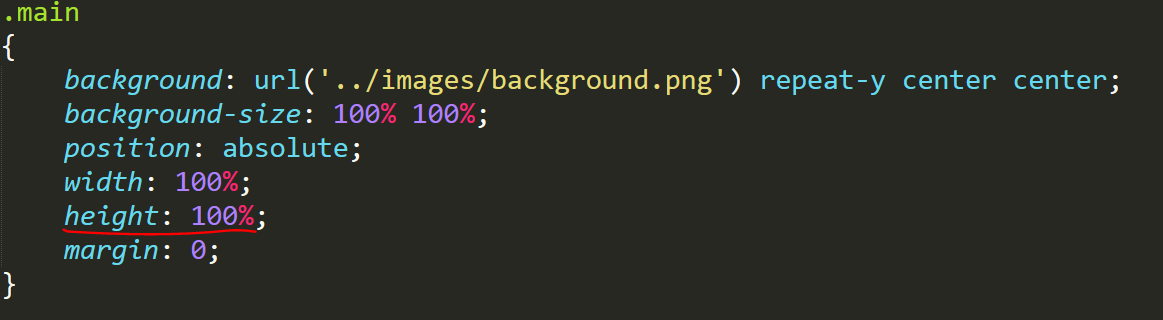 .main
{
background: url('../images/background.png') repeat-y center center;
background-size: 100% 100%;
position: absolute;
width: 100%;
height: 100%;
margin: 0;
}